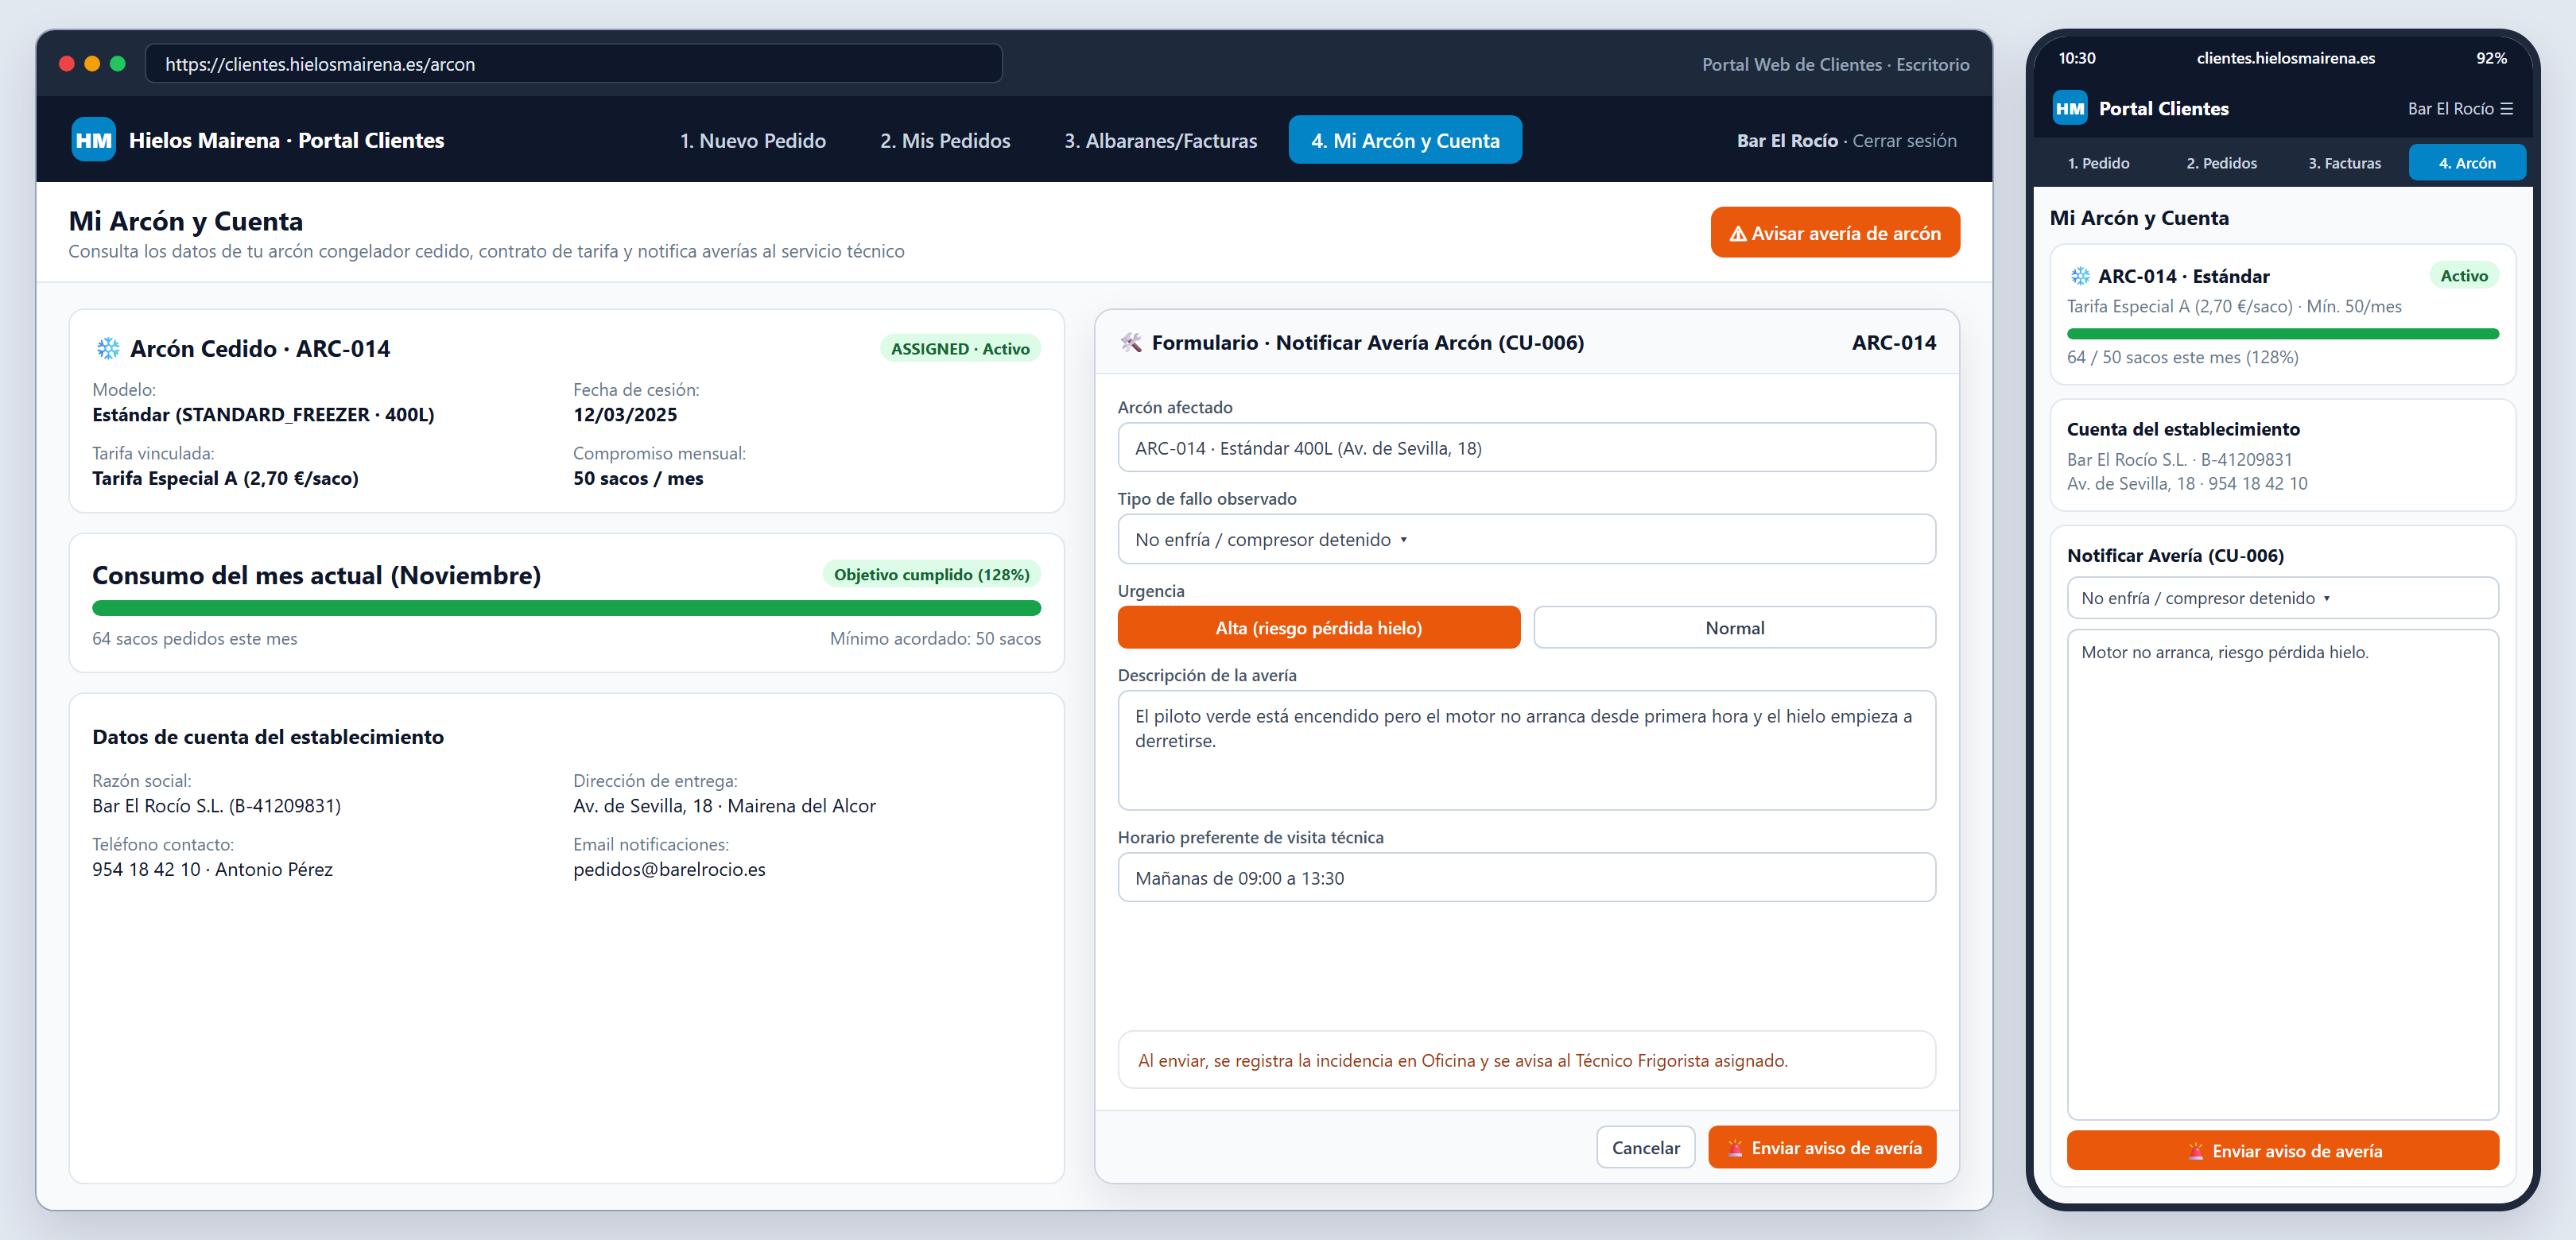 https://clientes.hielosmairena.es/arcon
Portal Web de Clientes · Escritorio
HM Hielos Mairena · Portal Clientes
1. Nuevo Pedido
2. Mis Pedidos
3. Albaranes/Facturas
4. Mi Arcón y Cuenta
Bar El Rocío · Cerrar sesión
Mi Arcón y Cuenta
Consulta los datos de tu arcón congelador cedido, contrato de tarifa y notifica averías al servicio técnico
⚠ Avisar avería de arcón
❄️ Arcón Cedido · ARC-014
ASSIGNED · Activo
Modelo:
Estándar (STANDARD_FREEZER · 400L)
Fecha de cesión:
12/03/2025
Tarifa vinculada:
Tarifa Especial A (2,70 €/saco)
Compromiso mensual:
50 sacos / mes
Consumo del mes actual (Noviembre)
Objetivo cumplido (128%)
64 sacos pedidos este mes
Mínimo acordado: 50 sacos
Datos de cuenta del establecimiento
Razón social:
Bar El Rocío S.L. (B-41209831)
Dirección de entrega:
Av. de Sevilla, 18 · Mairena del Alcor
Teléfono contacto:
954 18 42 10 · Antonio Pérez
Email notificaciones:
pedidos@barelrocio.es
🛠️ Formulario · Notificar Avería Arcón (CU-006)
ARC-014
Arcón afectado
ARC-014 · Estándar 400L (Av. de Sevilla, 18)
Tipo de fallo observado
No enfría / compresor detenido ▾
Urgencia
Alta (riesgo pérdida hielo)
Normal
Descripción de la avería
El piloto verde está encendido pero el motor no arranca desde primera hora y el hielo empieza a
derretirse.
Horario preferente de visita técnica
Mañanas de 09:00 a 13:30
Al enviar, se registra la incidencia en Oficina y se avisa al Técnico Frigorista asignado.
Cancelar
🚨 Enviar aviso de avería
10:30
clientes.hielosmairena.es
92%
HM Portal Clientes
Bar El Rocío ☰
1. Pedido
2. Pedidos
3. Facturas
4. Arcón
Mi Arcón y Cuenta
❄️ ARC-014 · Estándar
Activo
Tarifa Especial A (2,70 €/saco) · Mín. 50/mes
64 / 50 sacos este mes (128%)
Cuenta del establecimiento
Bar El Rocío S.L. · B-41209831
Av. de Sevilla, 18 · 954 18 42 10
Notificar Avería (CU-006)
No enfría / compresor detenido ▾
Motor no arranca, riesgo pérdida hielo.
🚨 Enviar aviso de avería